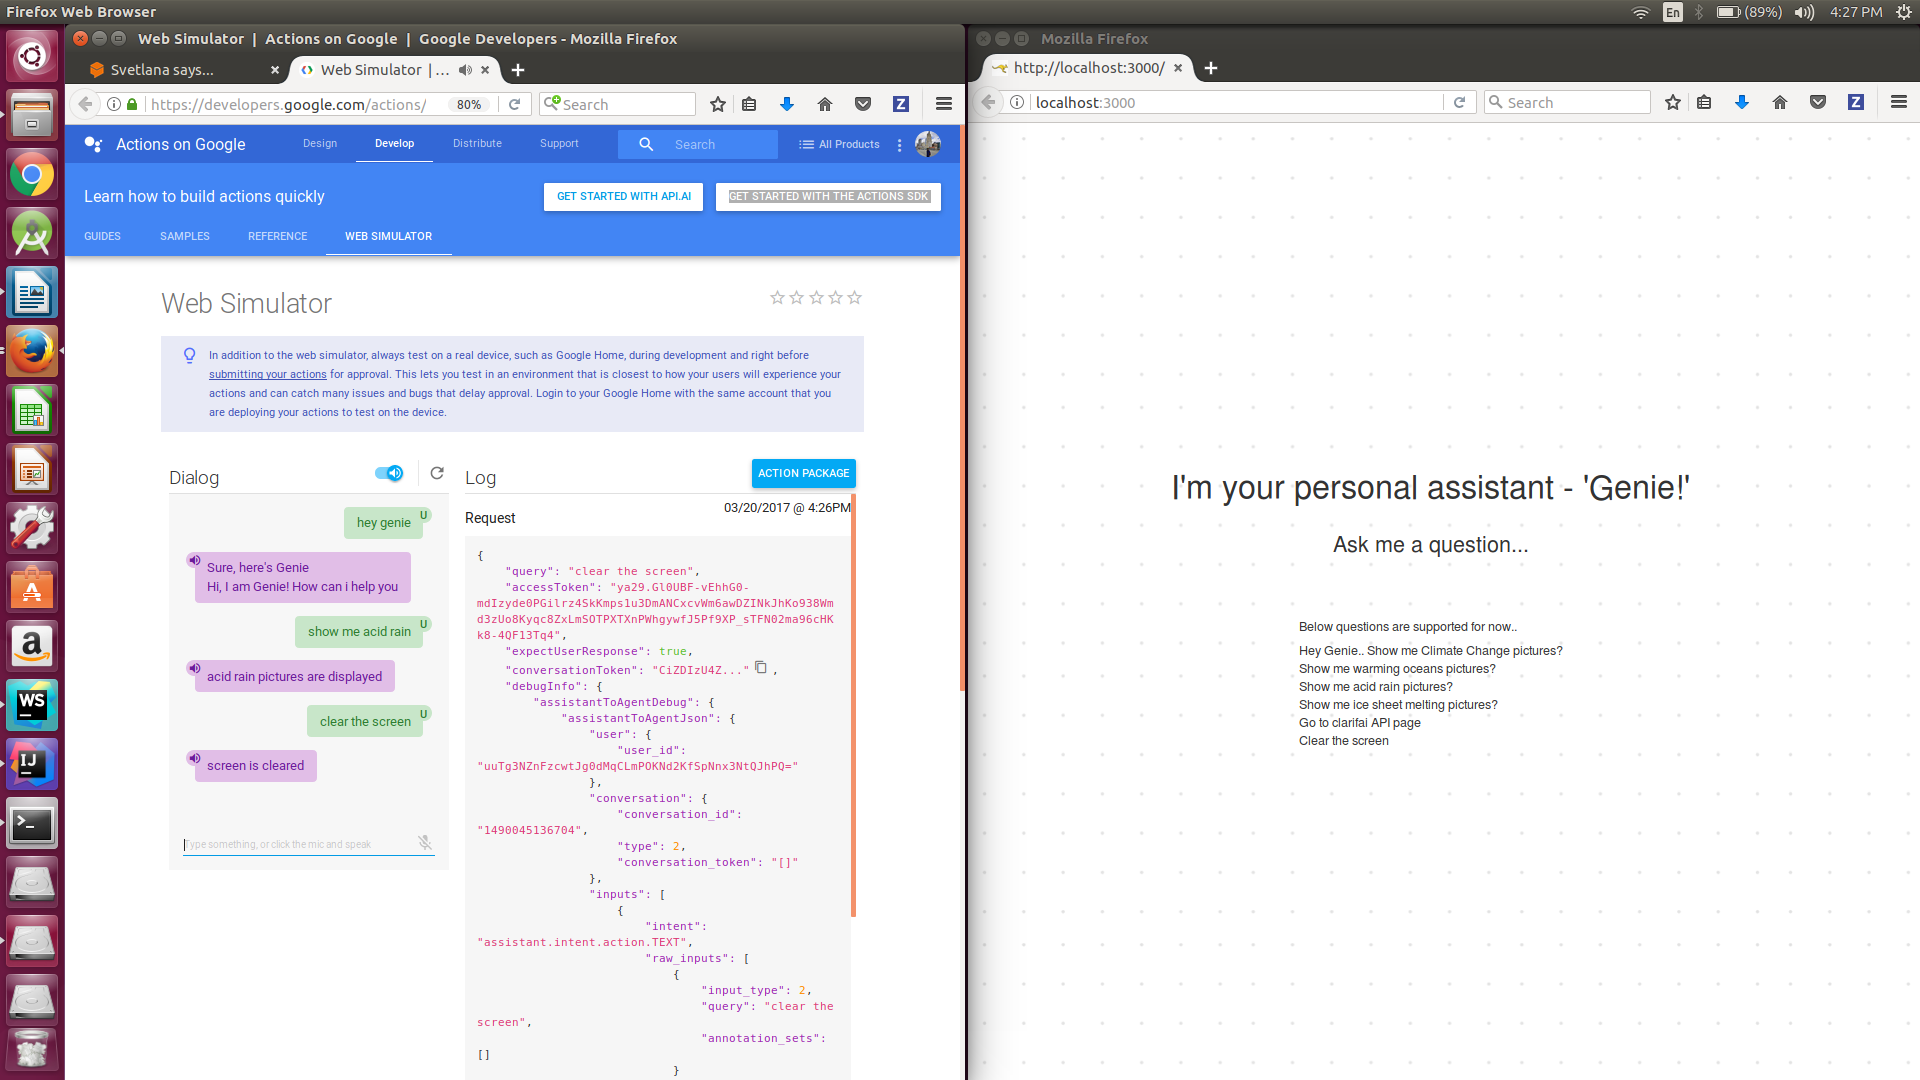 Firefox Web Browser
En
(89%)
4:27 PM
Web Simulator | Actions on Google | Google Developers - Mozilla Firefox
Svetlana says...
Web Simulator | ...
https://developers.google.com/actions/
80%
Search
Z
Actions on Google
Design
Develop
Distribute
Support
Search
All Products
Learn how to build actions quickly
GET STARTED WITH API.AI
GET STARTED WITH THE ACTIONS SDK
GUIDES
SAMPLES
REFERENCE
WEB SIMULATOR
Web Simulator
In addition to the web simulator, always test on a real device, such as Google Home, during development and right before
submitting your actions for approval. This lets you test in an environment that is closest to how your users will experience
your actions and can catch many issues and bugs that delay approval. Login to your Google Home with the same account that you
are deploying your actions to test on the device.
Dialog
hey genie
U
Sure, here's Genie
Hi, I am Genie! How can i help you
show me acid rain
U
acid rain pictures are displayed
clear the screen
U
screen is cleared
Type something, or click the mic and speak
Log
ACTION PACKAGE
03/20/2017 @ 4:26PM
Request
{
"query": "clear the screen",
"accessToken": "ya29.Gl0UBF-vEhhG0-
mdIzyde0PGilrz4SkKmps1u3DmANCxcvWm6awDZINkJhKo938Wm
d3zUo8Kyqc8ZxLmSOTPXTXnPWhgywfJ5Pf9XP_sTFN02ma96cHK
k8-4QF13Tq4",
"expectUserResponse": true,
"conversationToken": "CiZDIzU4Z..." ,
"debugInfo": {
"assistantToAgentDebug": {
"assistantToAgentJson": {
"user": {
"user_id":
"uuTg3NZnFzcwtJg0dMqCLmPOKNd2KfSpNnx3NtQJhPQ="
},
"conversation": {
"conversation_id":
"1490045136704",
"type": 2,
"conversation_token": "[]"
},
"inputs": [
{
"intent":
"assistant.intent.action.TEXT",
"raw_inputs": [
{
"input_type": 2,
"query": "clear the
screen",
"annotation_sets":
[]
}
Mozilla Firefox
http://localhost:3000/
localhost:3000
Search
Z
I'm your personal assistant - 'Genie!'
Ask me a question...
Below questions are supported for now..
Hey Genie.. Show me Climate Change pictures?
Show me warming oceans pictures?
Show me acid rain pictures?
Show me ice sheet melting pictures?
Go to clarifai API page
Clear the screen
WS
IJ